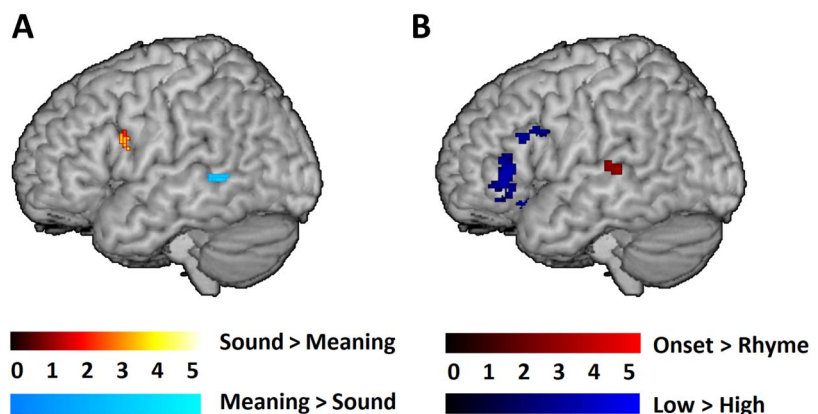 A
B
Sound > Meaning
0 1 2 3 4 5
Meaning > Sound
Onset > Rhyme
0 1 2 3 4 5
Low > High